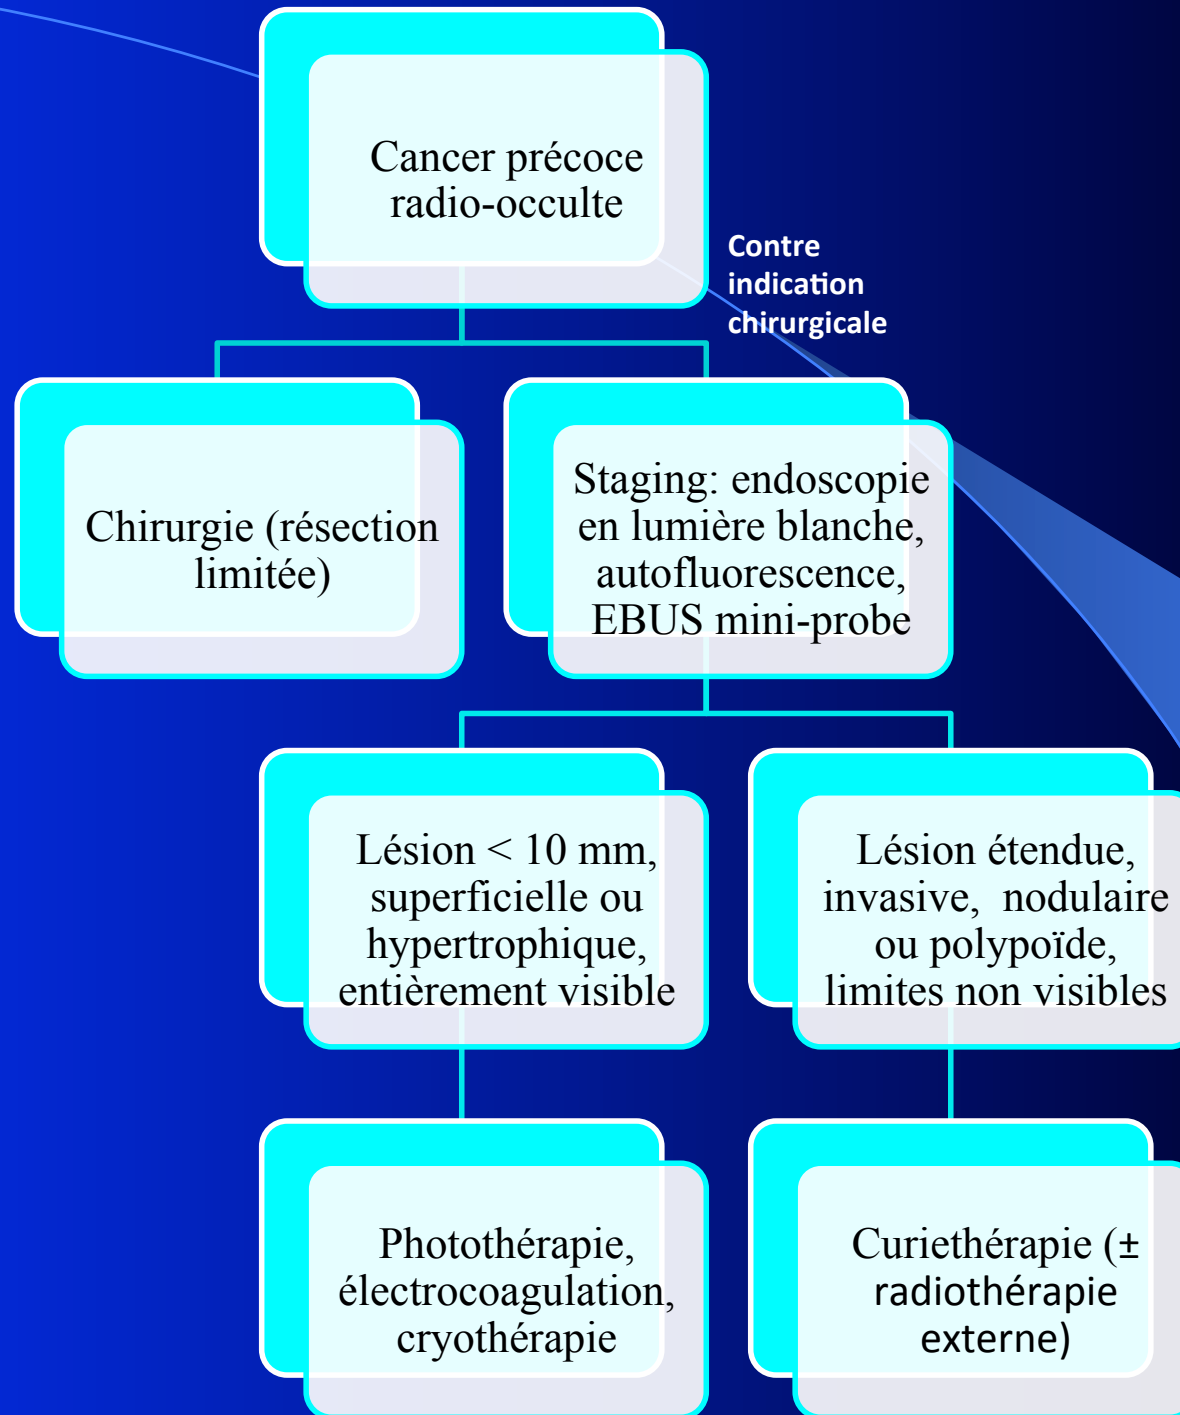 Cancer précoce
radio-occulte
Contre
indication
chirurgicale
Chirurgie (résection
limitée)
Staging: endoscopie
en lumière blanche,
autofluorescence,
EBUS mini-probe
Lésion < 10 mm,
superficielle ou
hypertrophique,
entièrement visible
Lésion étendue,
invasive, nodulaire
ou polypoïde,
limites non visibles
Photothérapie,
électrocoagulation,
cryothérapie
Curiethérapie (±
radiothérapie
externe)